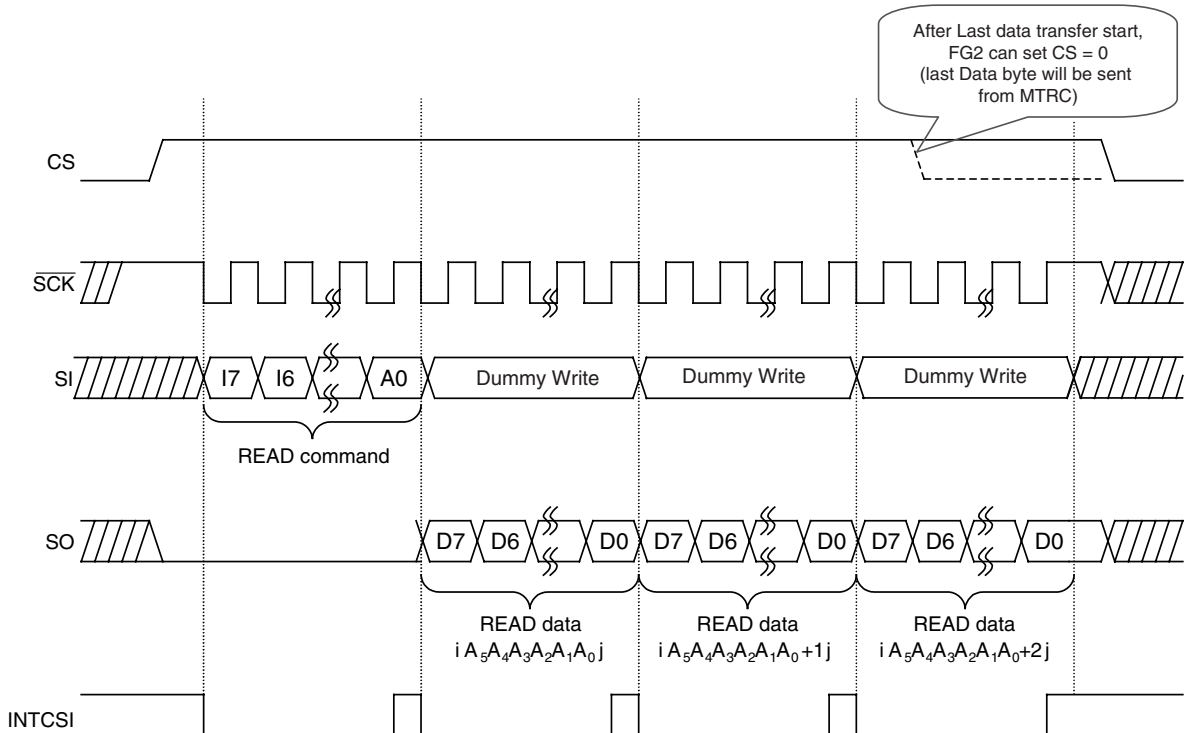 After Last data transfer start,
FG2 can set CS = 0
(last Data byte will be sent
from MTRC)
CS
SCK
SI
I7 I6 A0 Dummy Write Dummy Write Dummy Write
READ command
SO
D7 D6 D0 D7 D6 D0 D7 D6 D0
READ data READ data READ data
i A₅A₄A₃A₂A₁A₀ j i A₅A₄A₃A₂A₁A₀+1 j i A₅A₄A₃A₂A₁A₀+2 j
INTCSI